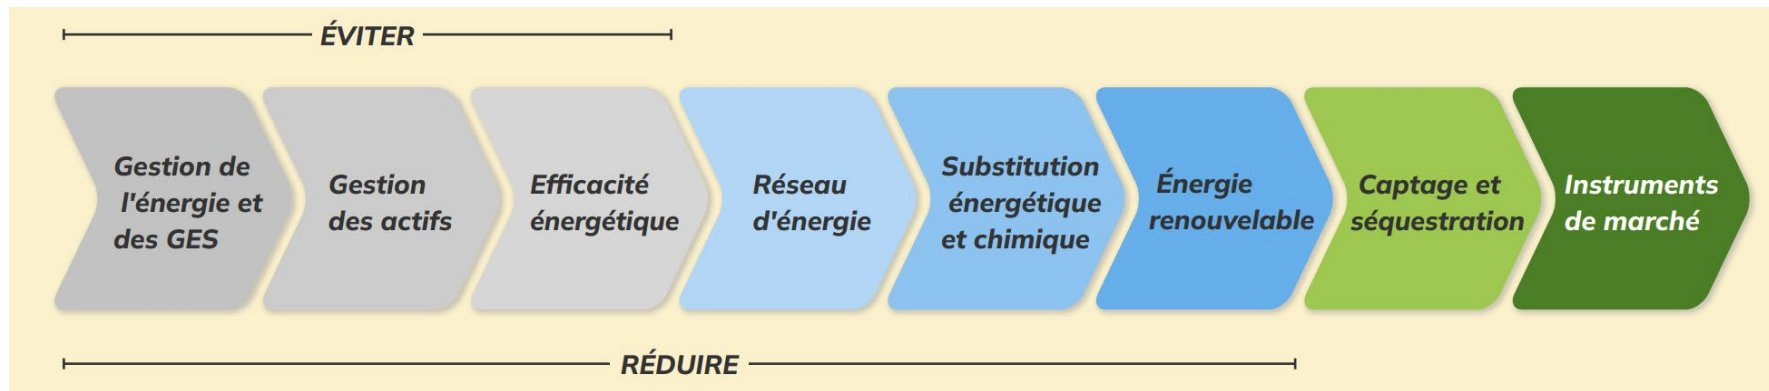 ÉVITER
Gestion de
l'énergie et
des GES
Gestion
des actifs
Efficacité
énergétique
Réseau
d'énergie
Substitution
énergétique
et chimique
Énergie
renouvelable
Captage et
séquestration
Instruments
de marché
RÉDUIRE